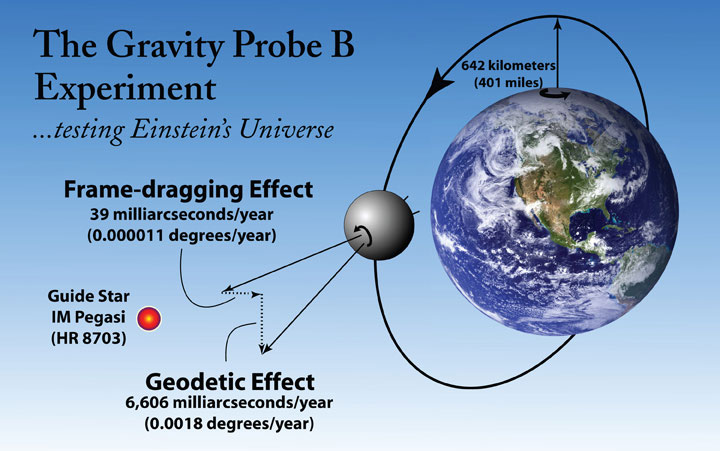 The Gravity Probe B
Experiment
...testing Einstein's Universe
642 kilometers
(401 miles)
Frame-dragging Effect
39 milliarcseconds/year
(0.000011 degrees/year)
Guide Star
IM Pegasi
(HR 8703)
Geodetic Effect
6,606 milliarcseconds/year
(0.0018 degrees/year)